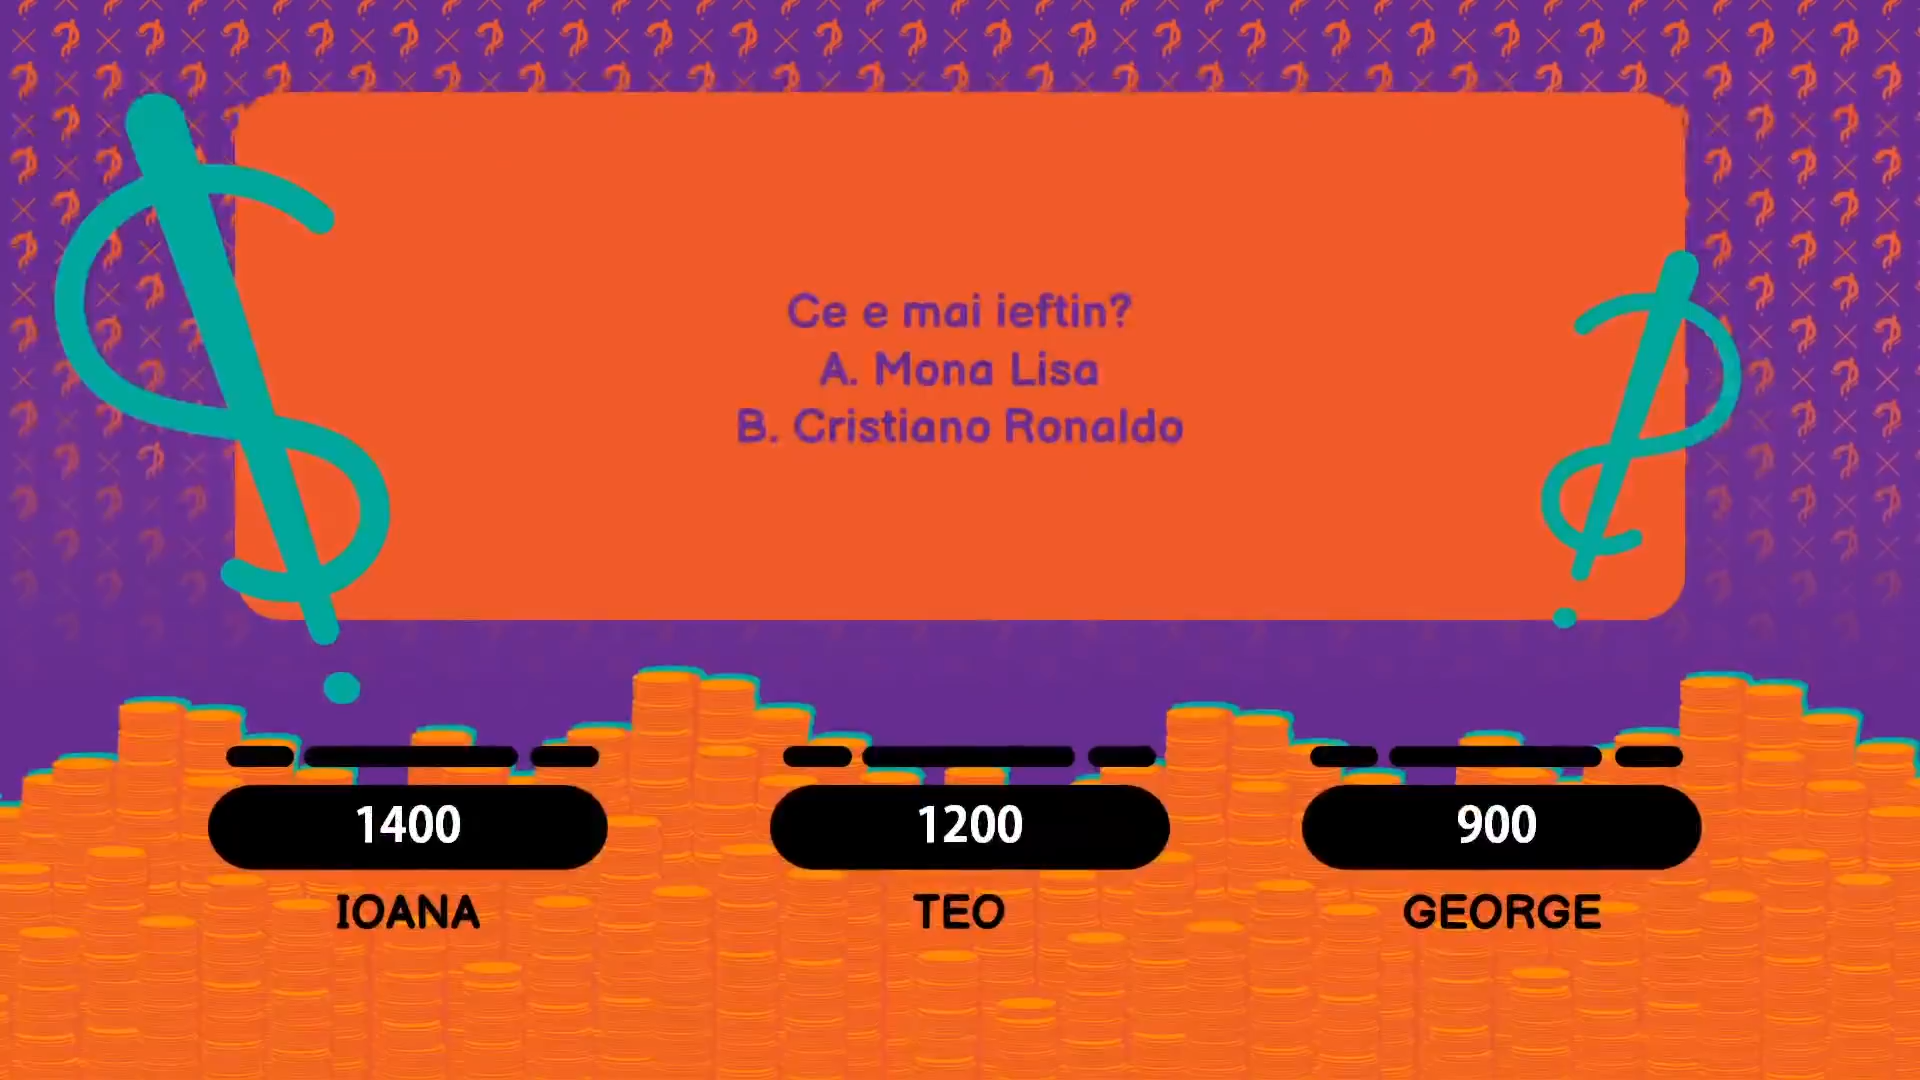 Ce e mai ieftin?
A. Mona Lisa
B. Cristiano Ronaldo
1400
1200
900
IOANA
TEO
GEORGE